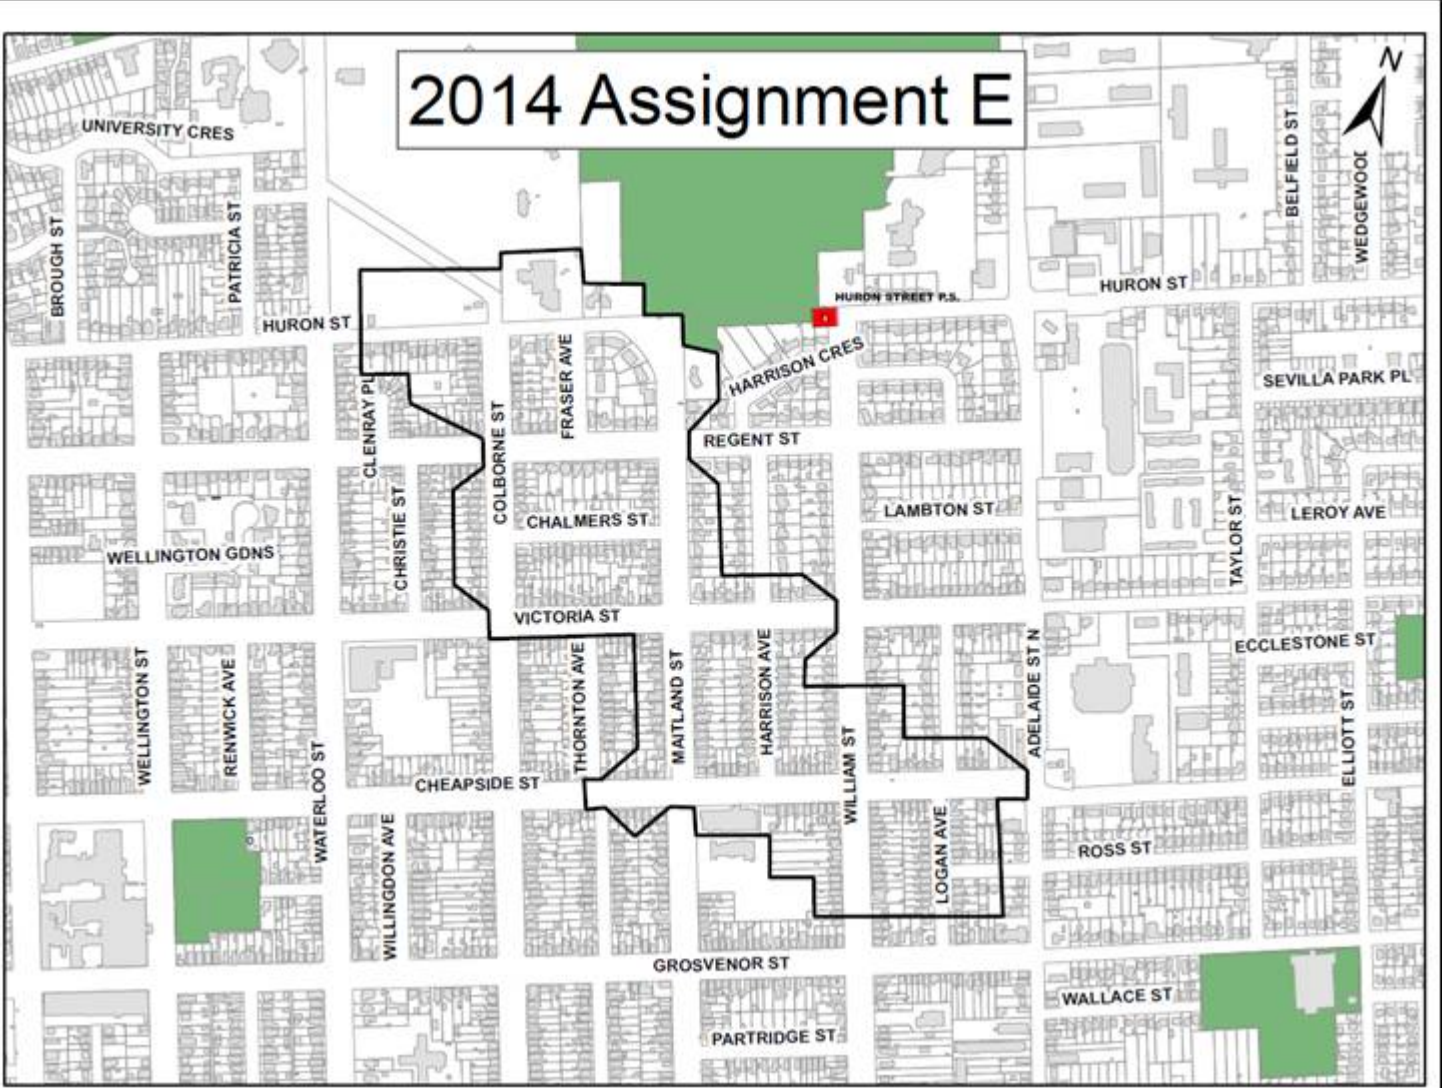 2014 Assignment E
N
UNIVERSITY CRES
BROUGH ST
PATRICIA ST
BELFIELD ST
HURON ST
HURON STREET P.S.
HURON ST
CLENRAY PL
FRASER AVE
HARRISON CRES
SEVILLA PARK PL
COLBORNE ST
REGENT ST
CHRISTIE ST
CHALMERS ST
LAMBTON ST
TAYLOR ST
LEROY AVE
WELLINGTON GDNS
VICTORIA ST
ECCLESTONE ST
WELLINGTON ST
RENWICK AVE
WATERLOO ST
THORNTON AVE
MAITLAND ST
HARRISON AVE
WILLIAM ST
ADELAIDE ST N
ELLIOTT ST
CHEAPSIDE ST
WILLINGDON AVE
LOGAN AVE
ROSS ST
GROSVENOR ST
WALLACE ST
PARTRIDGE ST